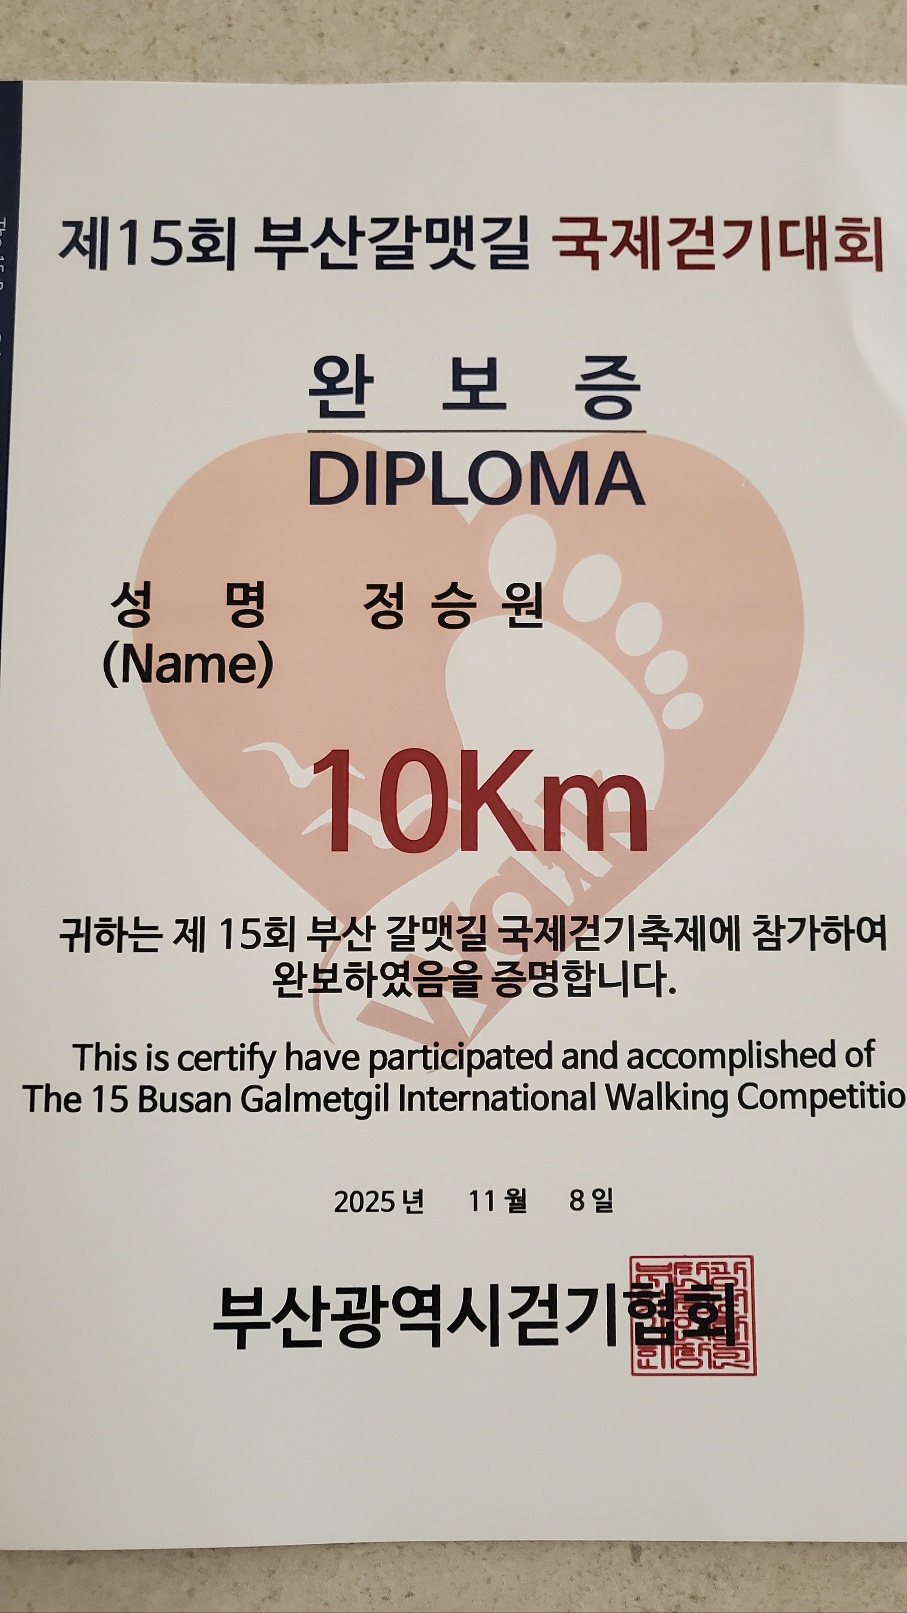 제15회 부산갈맷길 국제걷기대회
완 보 증
DIPLOMA
성 명 정 승 원
(Name)
10Km
walk
귀하는 제 15회 부산 갈맷길 국제걷기축제에 참가하여
완보하였음을 증명합니다.
This is certify have participated and accomplished of
The 15 Busan Galmetgil International Walking Competitio
2025 년 11 월 8 일
부산광역시걷기협회